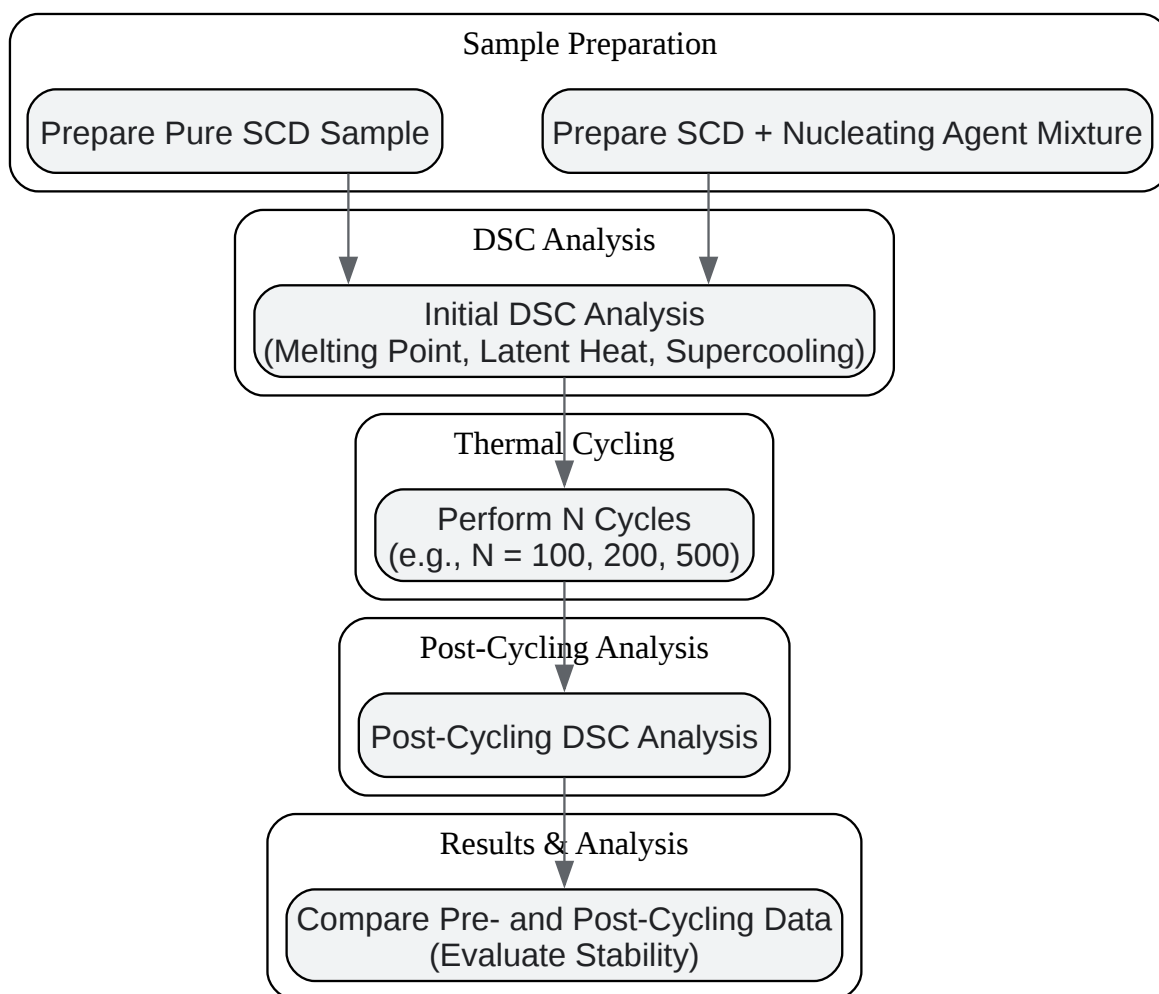 Sample Preparation
Prepare Pure SCD Sample
Prepare SCD + Nucleating Agent Mixture
DSC Analysis
Initial DSC Analysis
(Melting Point, Latent Heat, Supercooling)
Thermal Cycling
Perform N Cycles
(e.g., N = 100, 200, 500)
Post-Cycling Analysis
Post-Cycling DSC Analysis
Results & Analysis
Compare Pre- and Post-Cycling Data
(Evaluate Stability)